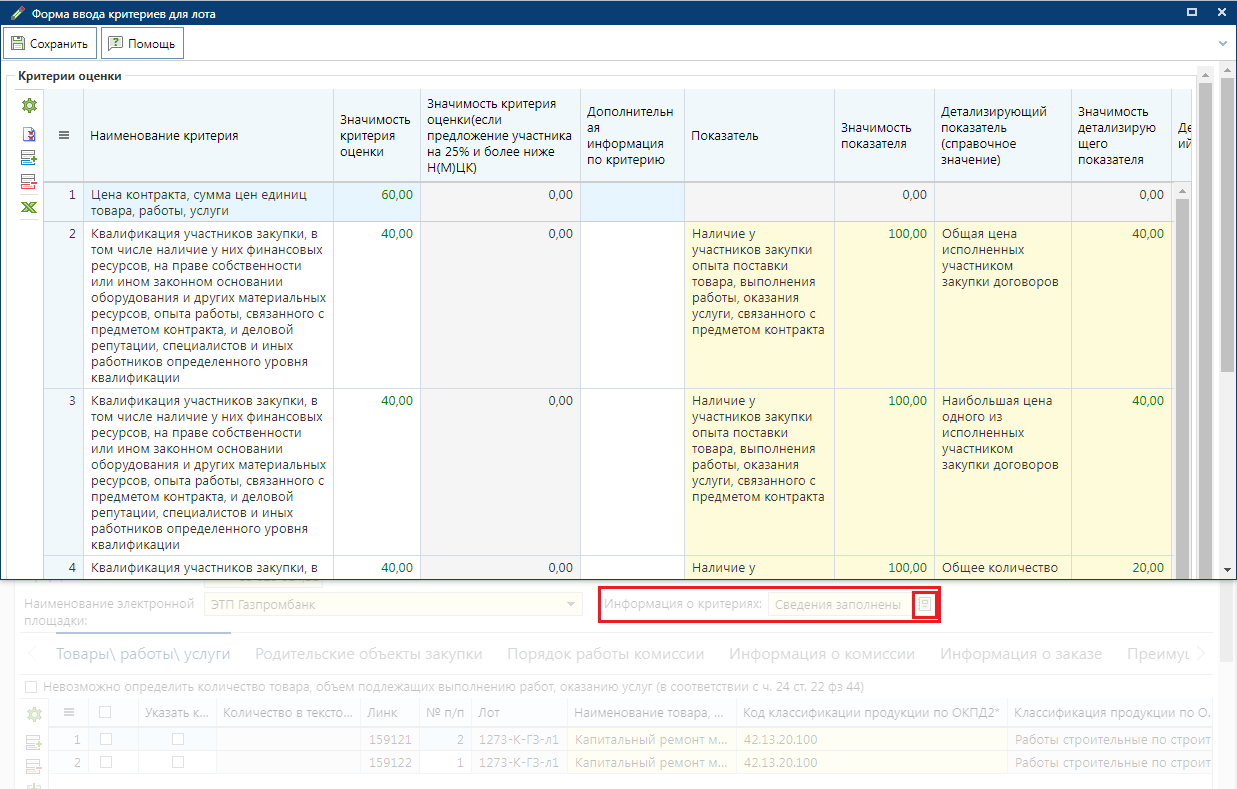 Форма ввода критериев для лота
Сохранить
Помощь
Критерии оценки
Наименование критерия
Значимость
критерия
оценки
Значимость критерия
оценки(если
предложение участника
на 25% и более ниже
Н(М)ЦК)
Дополнительн
ая
информация
по критерию
Показатель
Значимость
показателя
Детализирующий
показатель
(справочное
значение)
Значимость
детализирую
щего
показателя
Де
ий
1
Цена контракта, сумма цен единиц
товара, работы, услуги
60,00
0,00
0,00
0,00
2
Квалификация участников закупки, в
том числе наличие у них финансовых
ресурсов, на праве собственности
или ином законном основании
оборудования и других материальных
ресурсов, опыта работы, связанного с
предметом контракта, и деловой
репутации, специалистов и иных
работников определенного уровня
квалификации
40,00
0,00
Наличие у
участников закупки
опыта поставки
товара, выполнения
работы, оказания
услуги, связанного с
предметом контракта
100,00
Общая цена
исполненных
участником
закупки договоров
40,00
3
Квалификация участников закупки, в
том числе наличие у них финансовых
ресурсов, на праве собственности
или ином законном основании
оборудования и других материальных
ресурсов, опыта работы, связанного с
предметом контракта, и деловой
репутации, специалистов и иных
работников определенного уровня
квалификации
40,00
0,00
Наличие у
участников закупки
опыта поставки
товара, выполнения
работы, оказания
услуги, связанного с
предметом контракта
100,00
Наибольшая цена
одного из
исполненных
участником
закупки договоров
40,00
4
Квалификация участников закупки, в
40,00
0,00
Наличие у
100,00
Общее количество
20,00
Наименование электронной
площадки:
ЭТП Газпромбанк
Информация о критериях:
Сведения заполнены
Товары\ работы\ услуги
Родительские объекты закупки
Порядок работы комиссии
Информация о комиссии
Информация о заказе
Преимущ
Невозможно определить количество товара, объем подлежащих выполнению работ, оказанию услуг (в соответствии с ч. 24 ст. 22 фз 44)
Указать к...
Количество в тексто...
Линк
№ п/п
Лот
Наименование товара, ...
Код классификации продукции по ОКПД2*
Классификация продукции по О...
1
159121
2
1273-К-ГЗ-л1
Капитальный ремонт м...
42.13.20.100
Работы строительные по строит
2
159122
1
1273-К-ГЗ-л1
Капитальный ремонт м...
42.13.20.100
Работы строительные по строит